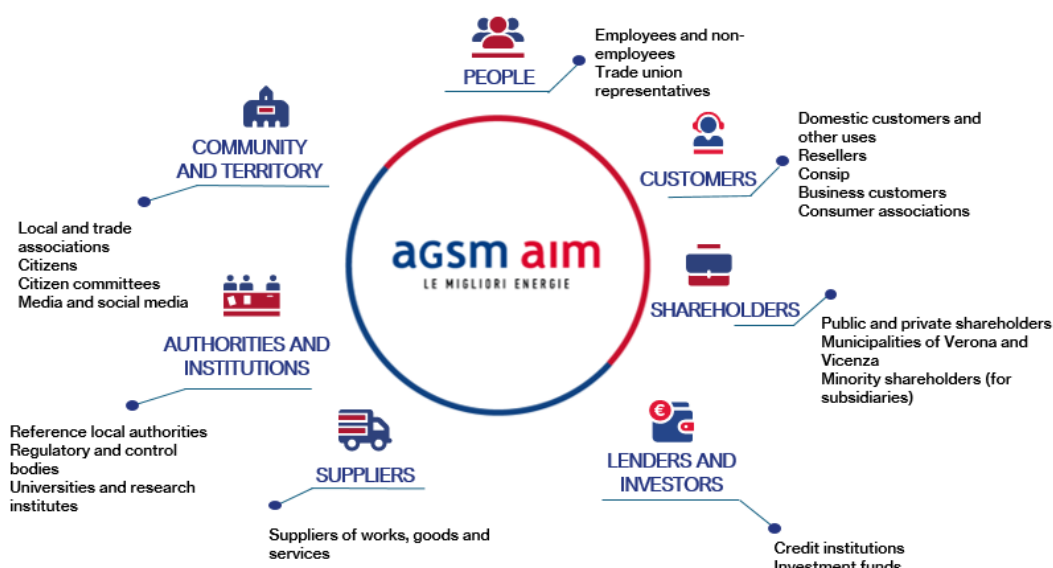 PEOPLE
Employees and non-
employees
Trade union
representatives
CUSTOMERS
Domestic customers and
other uses
Resellers
Consip
Business customers
Consumer associations
SHAREHOLDERS
Public and private shareholders
Municipalities of Verona and
Vicenza
Minority shareholders (for
subsidiaries)
LENDERS AND
INVESTORS
Credit institutions
Investment funds
SUPPLIERS
Suppliers of works, goods and
services
AUTHORITIES AND
INSTITUTIONS
Reference local authorities
Regulatory and control
bodies
Universities and research
institutes
COMMUNITY
AND TERRITORY
Local and trade
associations
Citizens
Citizen committees
Media and social media
agsm aim
LE MIGLIORI ENERGIE
€